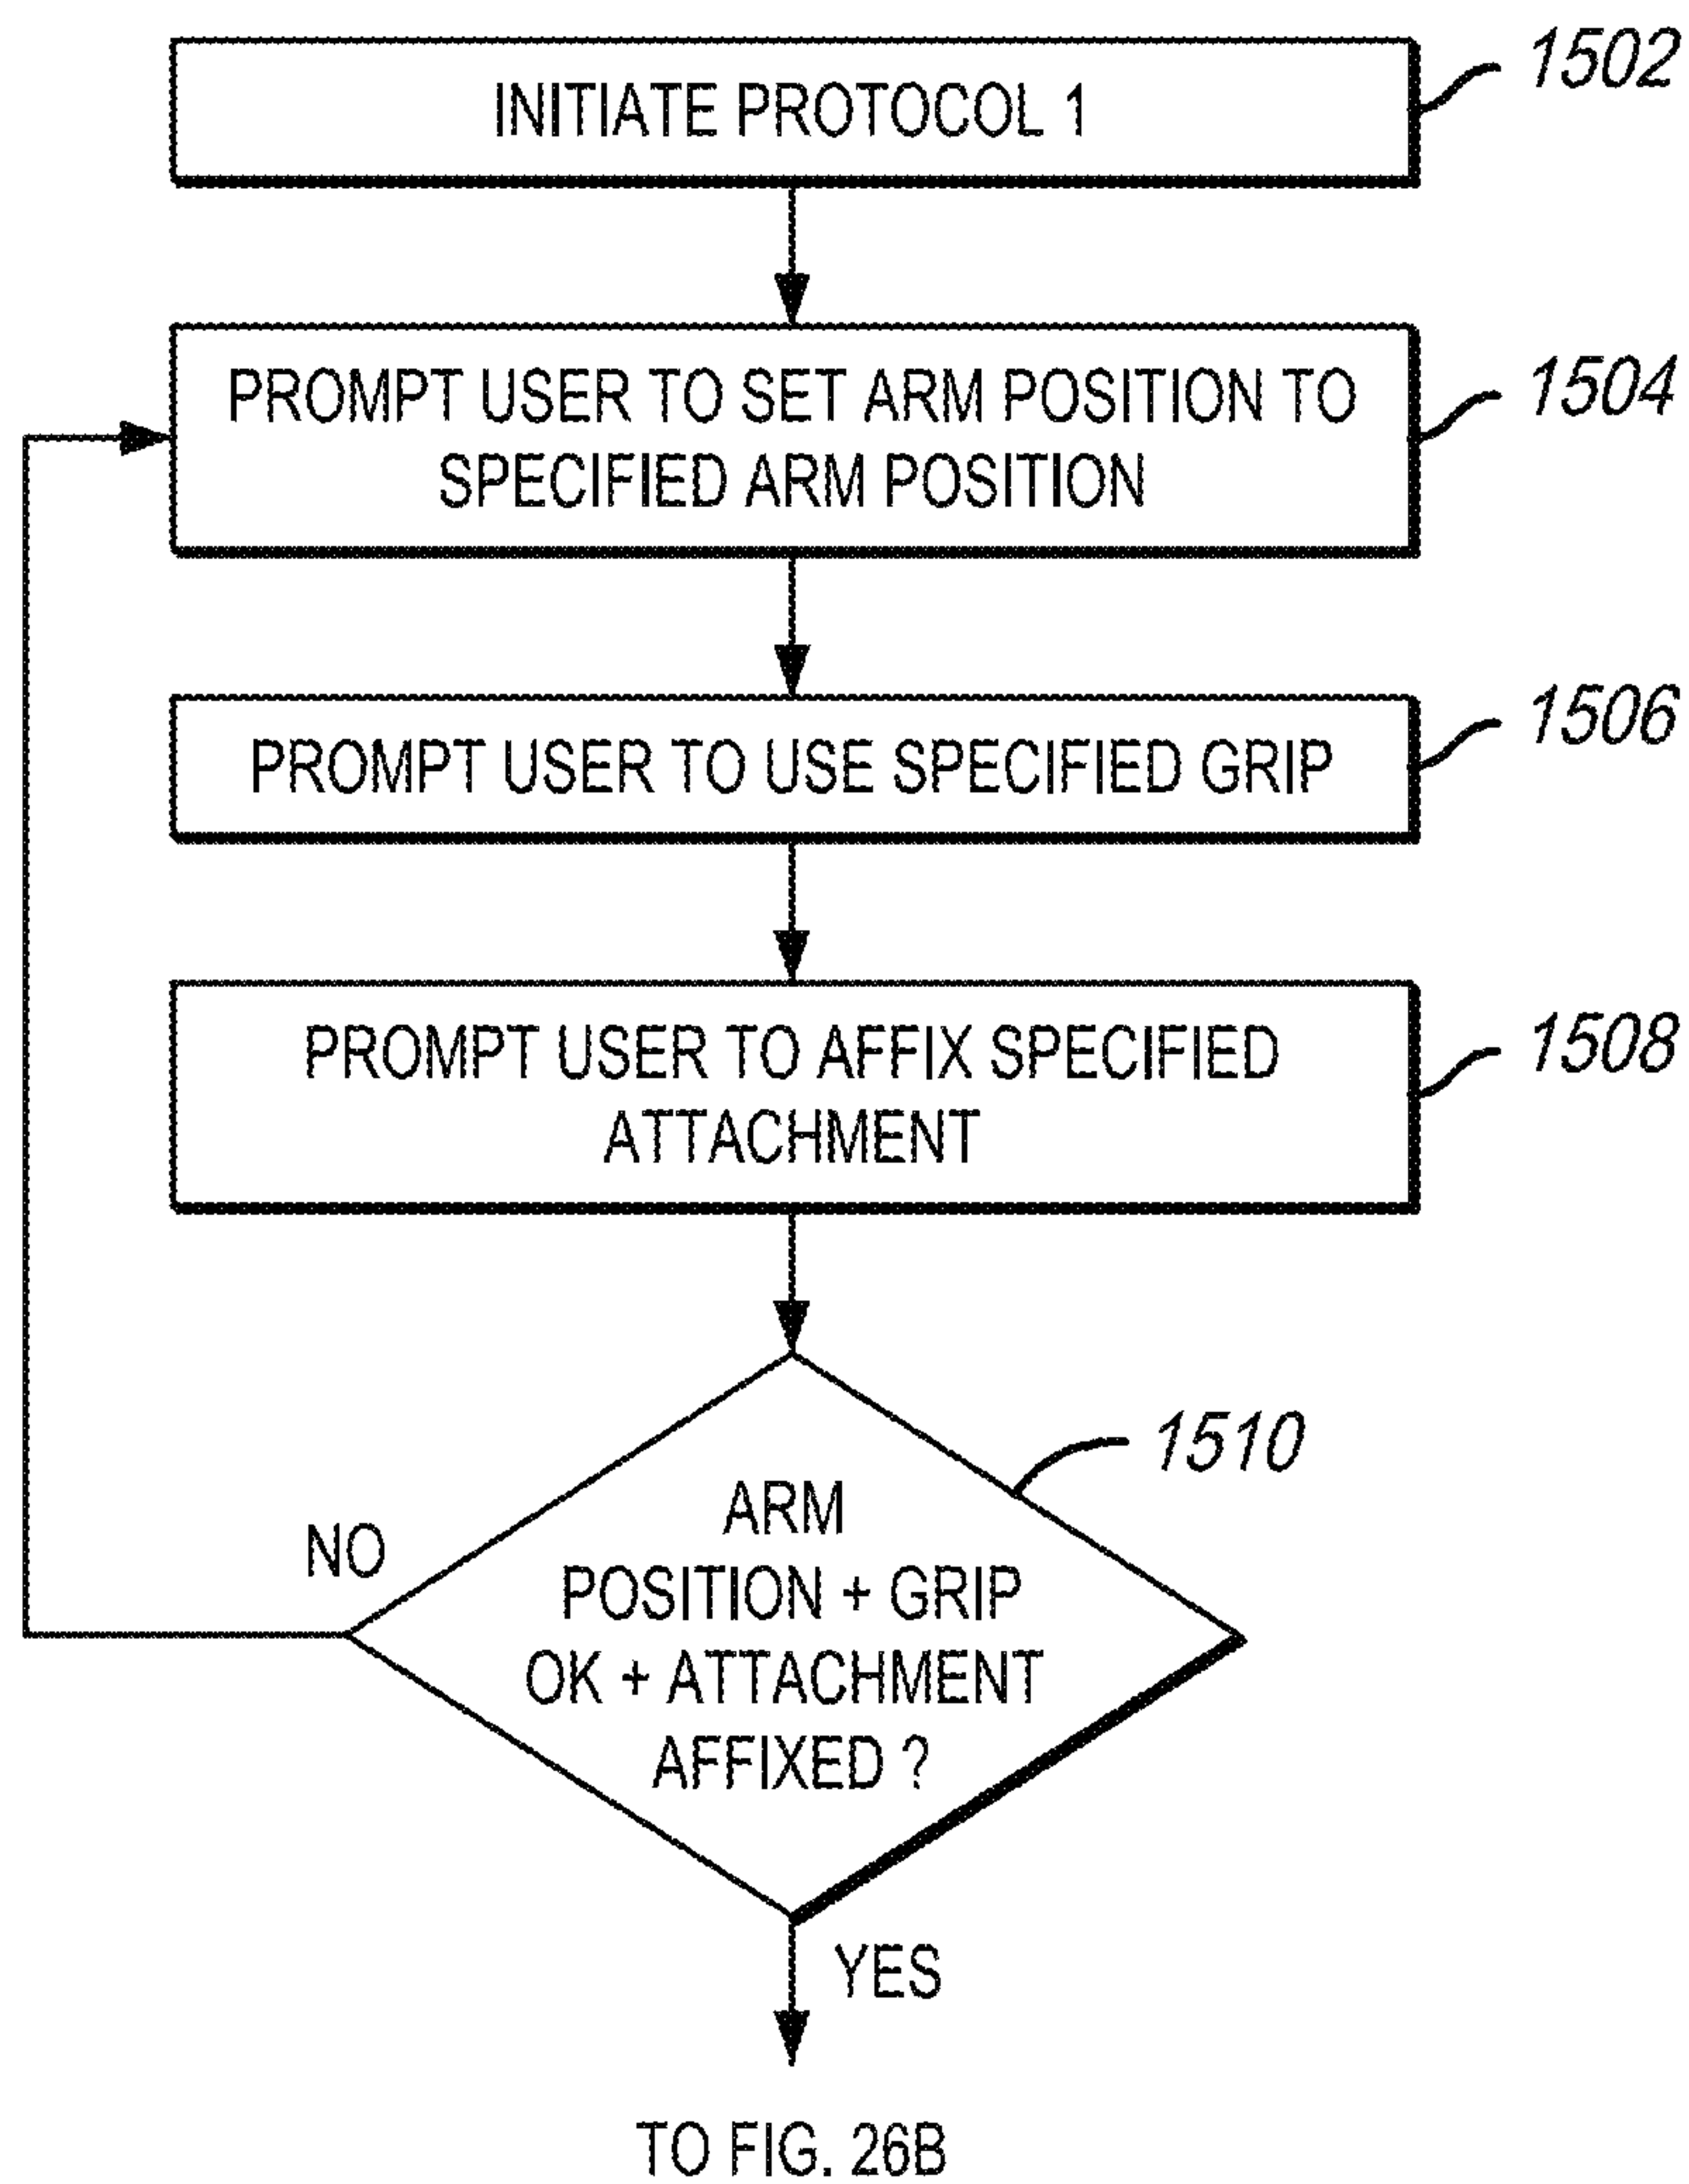 INITIATE PROTOCOL 1
1502
PROMPT USER TO SET ARM POSITION TO
SPECIFIED ARM POSITION
1504
PROMPT USER TO USE SPECIFIED GRIP
1506
PROMPT USER TO AFFIX SPECIFIED
ATTACHMENT
1508
1510
ARM
POSITION + GRIP
OK + ATTACHMENT
AFFIXED ?
NO
YES
TO FIG. 26B